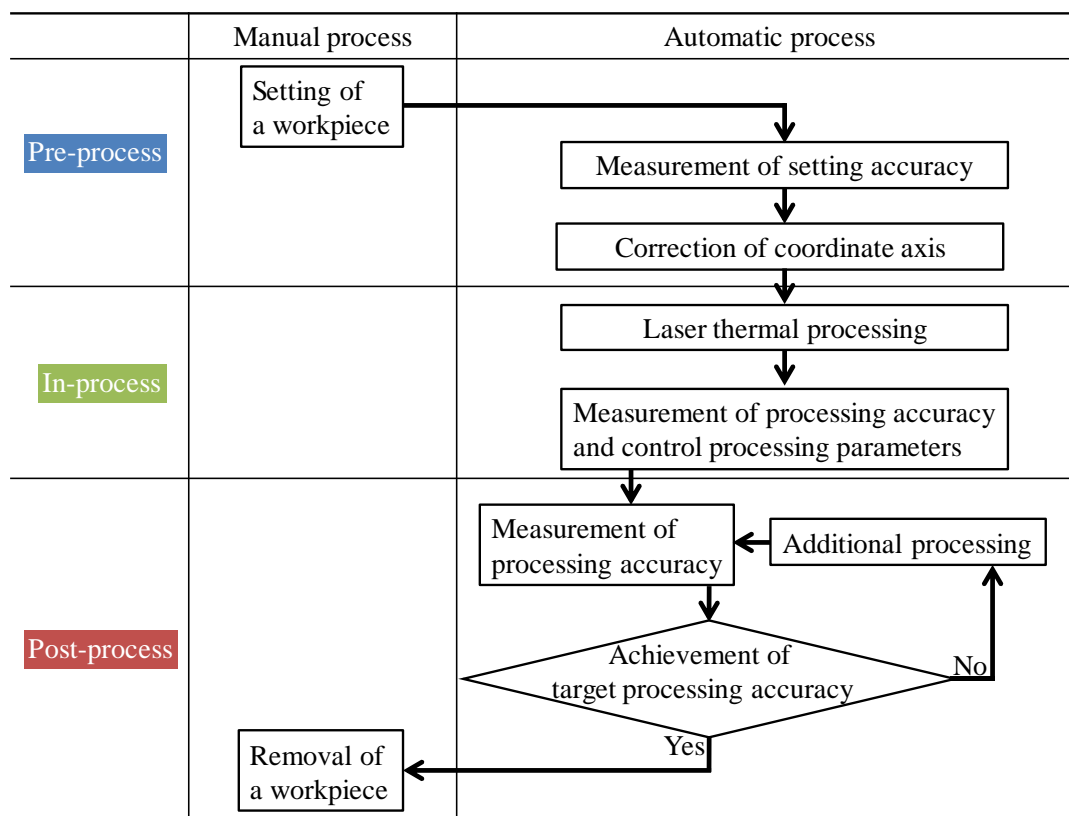 Manual process
Automatic process
Pre-process
Setting of
a workpiece
Measurement of setting accuracy
Correction of coordinate axis
In-process
Laser thermal processing
Measurement of processing accuracy
and control processing parameters
Post-process
Measurement of
processing accuracy
Additional processing
Achievement of
target processing accuracy
No
Yes
Removal of
a workpiece